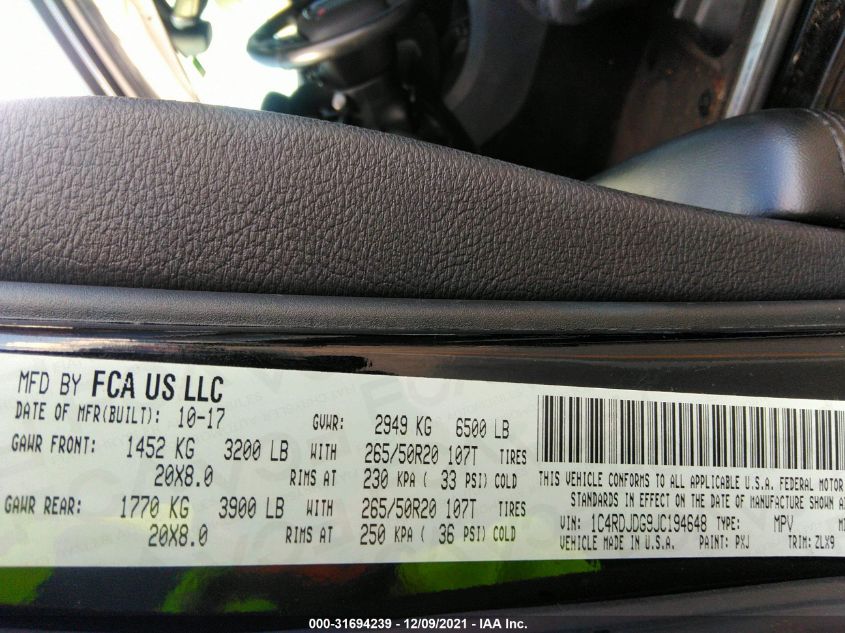 MFD BY FCA US LLC
DATE OF MFR(BUILT): 10-17 GVWR: 2949 KG 6500 LB
GAWR FRONT: 1452 KG 3200 LB WITH 265/50R20 107T TIRES
20X8.0 RIMS AT 230 KPA ( 33 PSI) COLD
GAWR REAR: 1770 KG 3900 LB WITH 265/50R20 107T TIRES
20X8.0 RIMS AT 250 KPA ( 36 PSI) COLD
THIS VEHICLE CONFORMS TO ALL APPLICABLE U.S.A. FEDERAL MOTOR
STANDARDS IN EFFECT ON THE DATE OF MANUFACTURE SHOWN A
VIN: 1C4RDJDG9JC194648 TYPE: MPV
VEHICLE MADE IN U.S.A. PAINT: PXJ TRIM: ZLX9
000-31694239 - 12/09/2021 - IAA Inc.